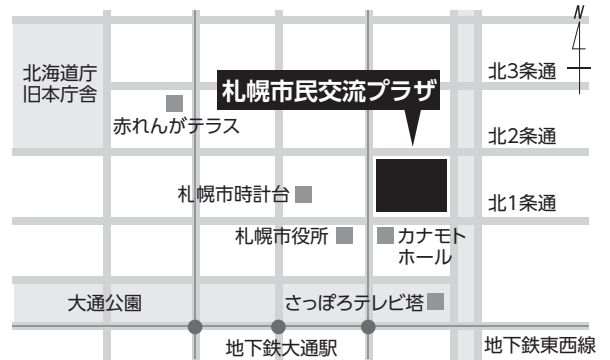 N
北海道庁
旧本庁舎
北3条通
札幌市民交流プラザ
赤れんがテラス
北2条通
札幌市時計台
北1条通
札幌市役所
カナモト
ホール
大通公園
さっぽろテレビ塔
地下鉄大通駅
地下鉄東西線